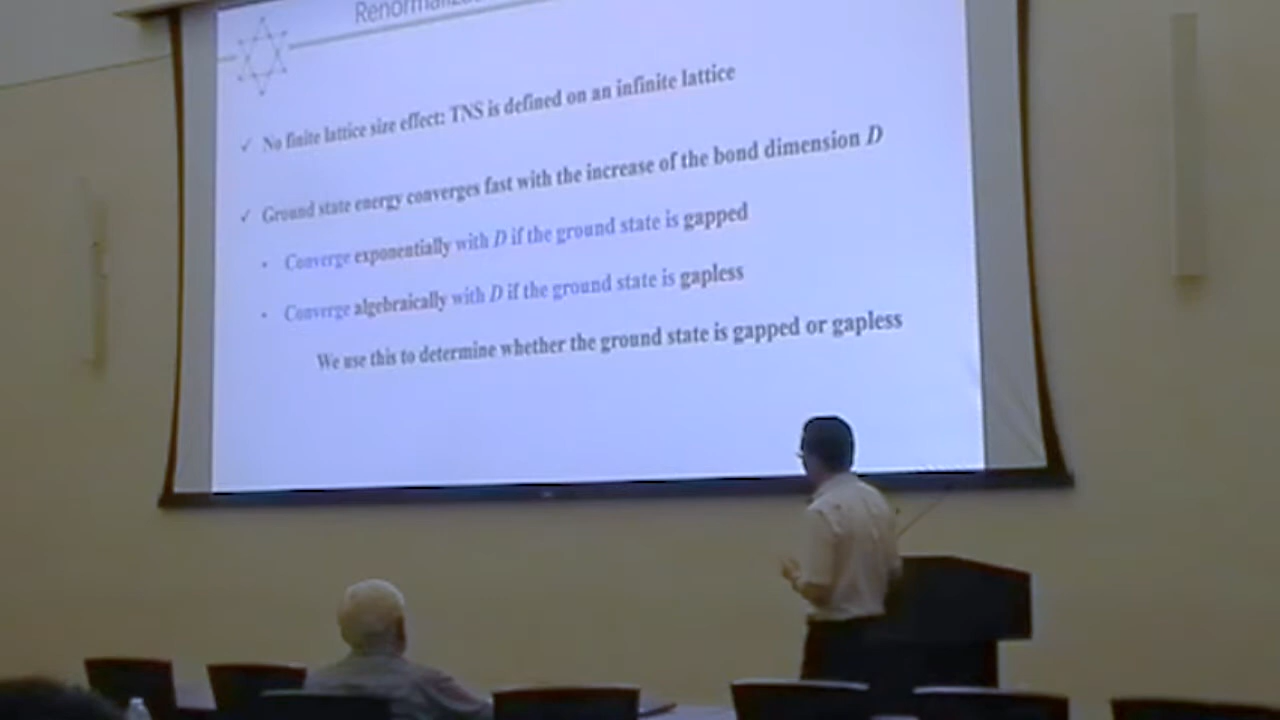 ✓ No finite lattice size effect: TNS is defined on an infinite lattice
✓ Ground state energy converges fast with the increase of the bond dimension D
• Converge exponentially with D if the ground state is gapped
• Converge algebraically with D if the ground state is gapless
We use this to determine whether the ground state is gapped or gapless